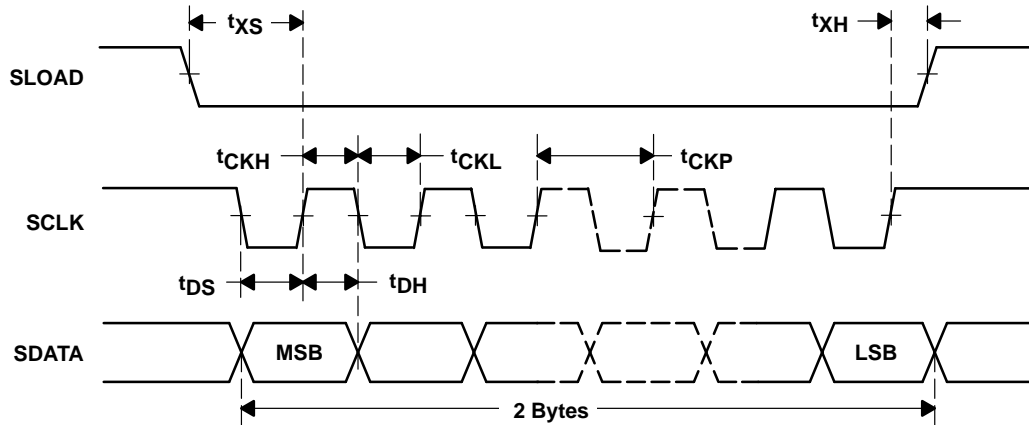 tXS
tXH
SLOAD
tCKH
tCKL
tCKP
SCLK
tDS
tDH
SDATA
MSB
LSB
2 Bytes